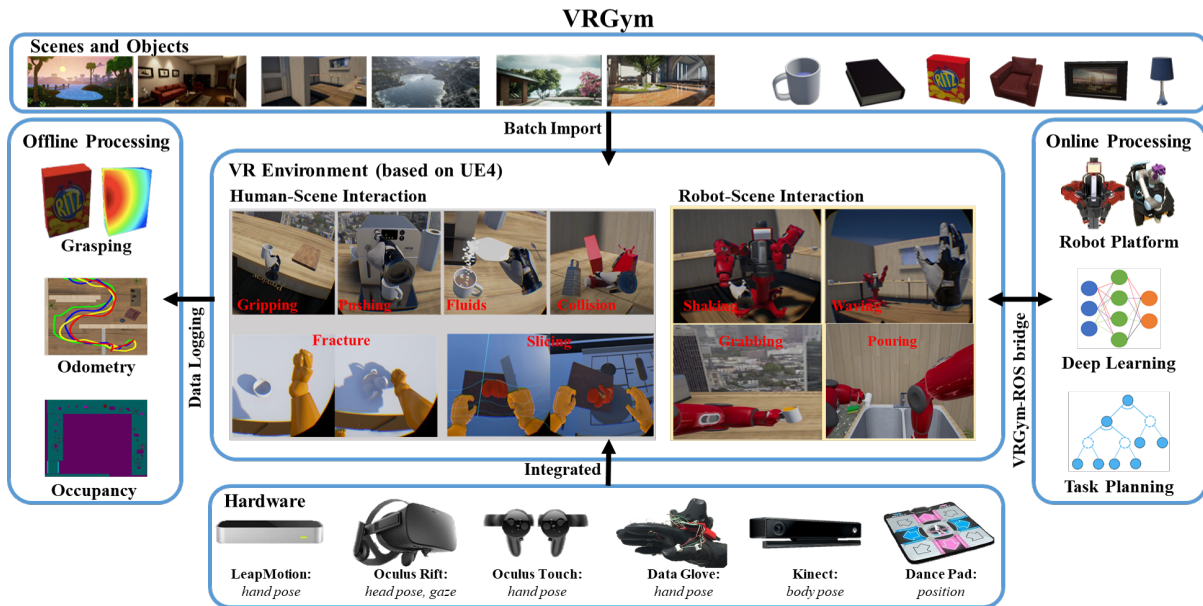 VRGym
Scenes and Objects
RITZ
Batch Import
Offline Processing
RITZ
Grasping
Odometry
Occupancy
Data Logging
VR Environment (based on UE4)
Human-Scene Interaction
Gripping
Pushing
Fluids
Collision
Fracture
Slicing
Robot-Scene Interaction
Shaking
Waving
Grabbing
Pouring
VRGym-ROS bridge
Online Processing
Robot Platform
Deep Learning
Task Planning
Integrated
Hardware
LeapMotion:
hand pose
Oculus Rift:
head pose, gaze
Oculus Touch:
hand pose
Data Glove:
hand pose
Kinect:
body pose
Dance Pad:
position